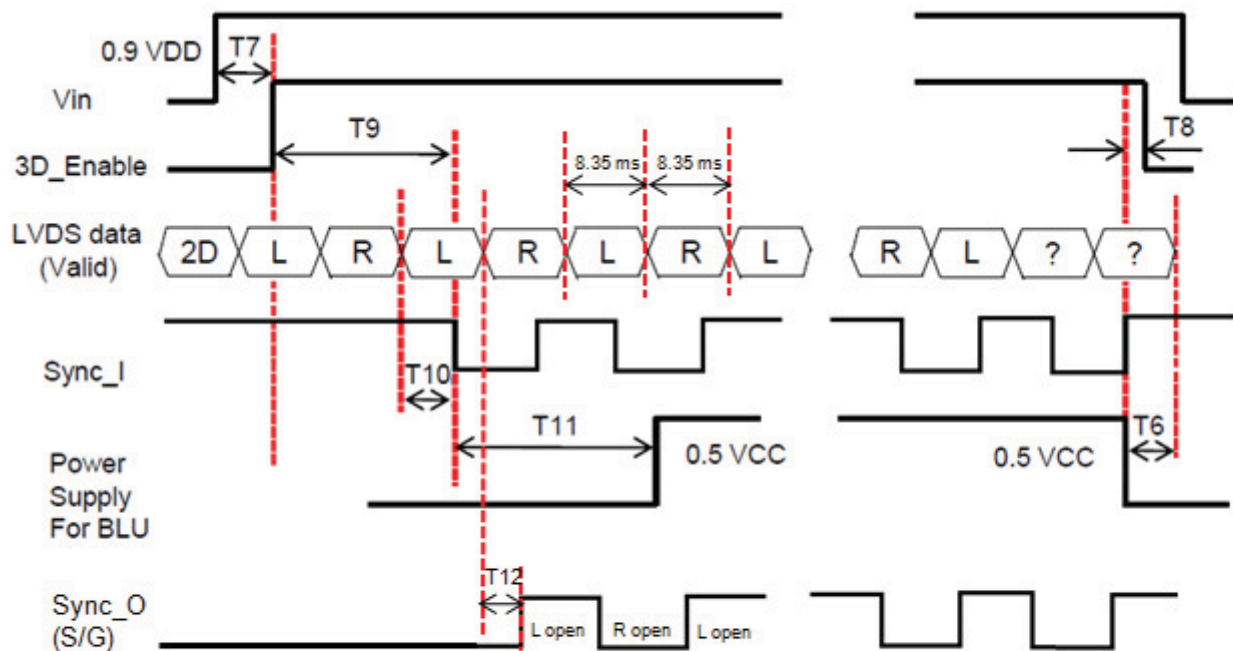 0.9 VDD
T7
Vin
T9
T8
3D_Enable
8.35 ms
8.35 ms
LVDS data
(Valid)
2D
L
R
L
R
L
R
L
R
L
?
?
Sync_I
T10
T11
T6
0.5 VCC
0.5 VCC
Power
Supply
For BLU
T12
Sync_O
(S/G)
L open
R open
L open